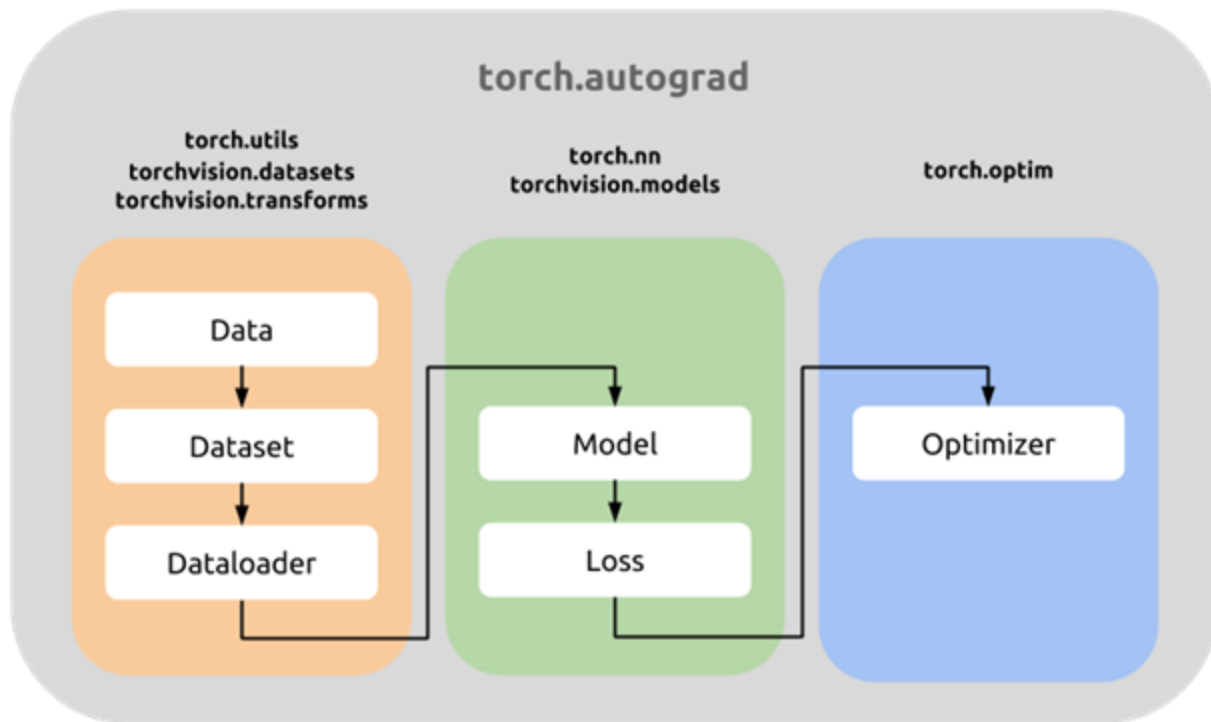 torch.autograd
torch.utils
torchvision.datasets
torchvision.transforms
torch.nn
torchvision.models
torch.optim
Data
Dataset
Dataloader
Model
Loss
Optimizer